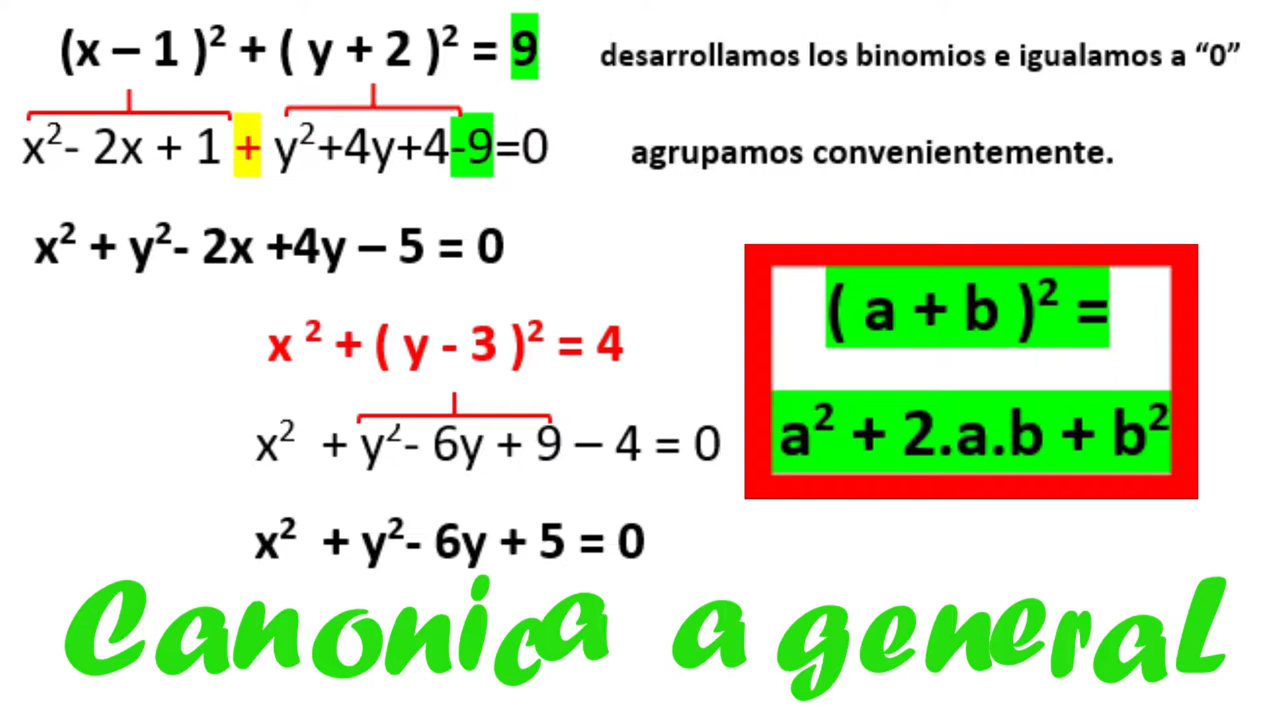 (x – 1 )² + ( y + 2 )² = 9
desarrollamos los binomios e igualamos a “0”
x²- 2x + 1 + y²+4y+4-9=0
agrupamos convenientemente.
x² + y²- 2x +4y – 5 = 0
( a + b )² =
a² + 2.a.b + b²
x ² + ( y - 3 )² = 4
x² + y²- 6y + 9 – 4 = 0
x² + y²- 6y + 5 = 0
Canonica a general